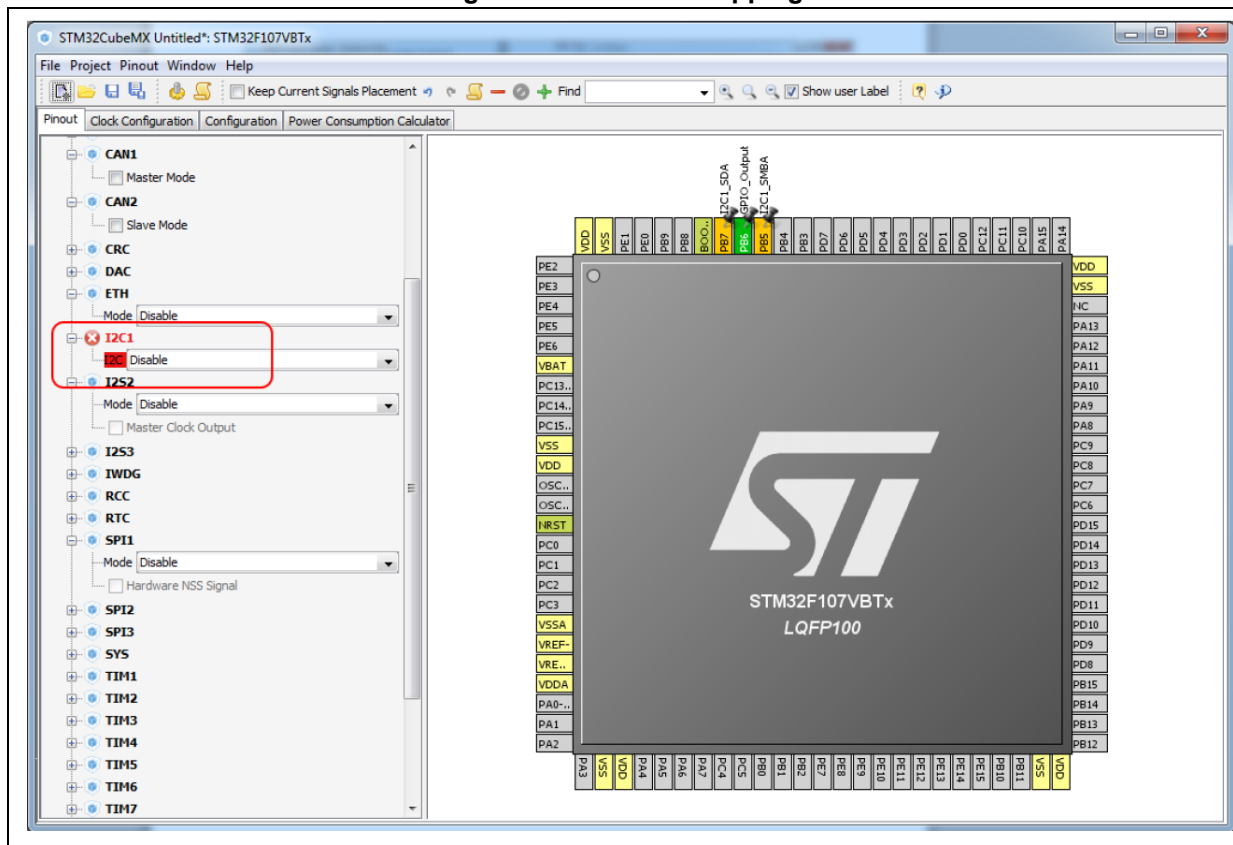 STM32CubeMX Untitled*: STM32F107VBTx
File Project Pinout Window Help
Keep Current Signals Placement Find Show user Label
Pinout Clock Configuration Configuration Power Consumption Calculator
CAN1
Master Mode
CAN2
Slave Mode
CRC
DAC
ETH
Mode Disable
I2C1
I2C Disable
I2S2
Mode Disable
Master Clock Output
I2S3
IWDG
RCC
RTC
SPI1
Mode Disable
Hardware NSS Signal
SPI2
SPI3
SYS
TIM1
TIM2
TIM3
TIM4
TIM5
TIM6
TIM7
I2C1_SDA
GPIO_Output
I2C1_SMBA
VDD
VSS
PE1
PE0
PB9
PB8
BOO..
PB7
PB6
PB5
PB4
PB3
PD7
PD6
PD5
PD4
PD3
PD2
PD1
PD0
PC12
PC11
PC10
PA15
PA14
PE2
PE3
PE4
PE5
PE6
VBAT
PC13..
PC14..
PC15..
VSS
VDD
OSC..
OSC..
NRST
PC0
PC1
PC2
PC3
VSSA
VREF-
VRE..
VDDA
PA0-..
PA1
PA2
ST
STM32F107VBTx
LQFP100
VDD
VSS
NC
PA13
PA12
PA11
PA10
PA9
PA8
PC9
PC8
PC7
PC6
PD15
PD14
PD13
PD12
PD11
PD10
PD9
PD8
PB15
PB14
PB13
PB12
PA3
VSS
VDD
PA4
PA5
PA6
PA7
PC4
PC5
PB0
PB1
PB2
PE7
PE8
PE9
PE10
PE11
PE12
PE13
PE14
PE15
PB10
PB11
VSS
VDD